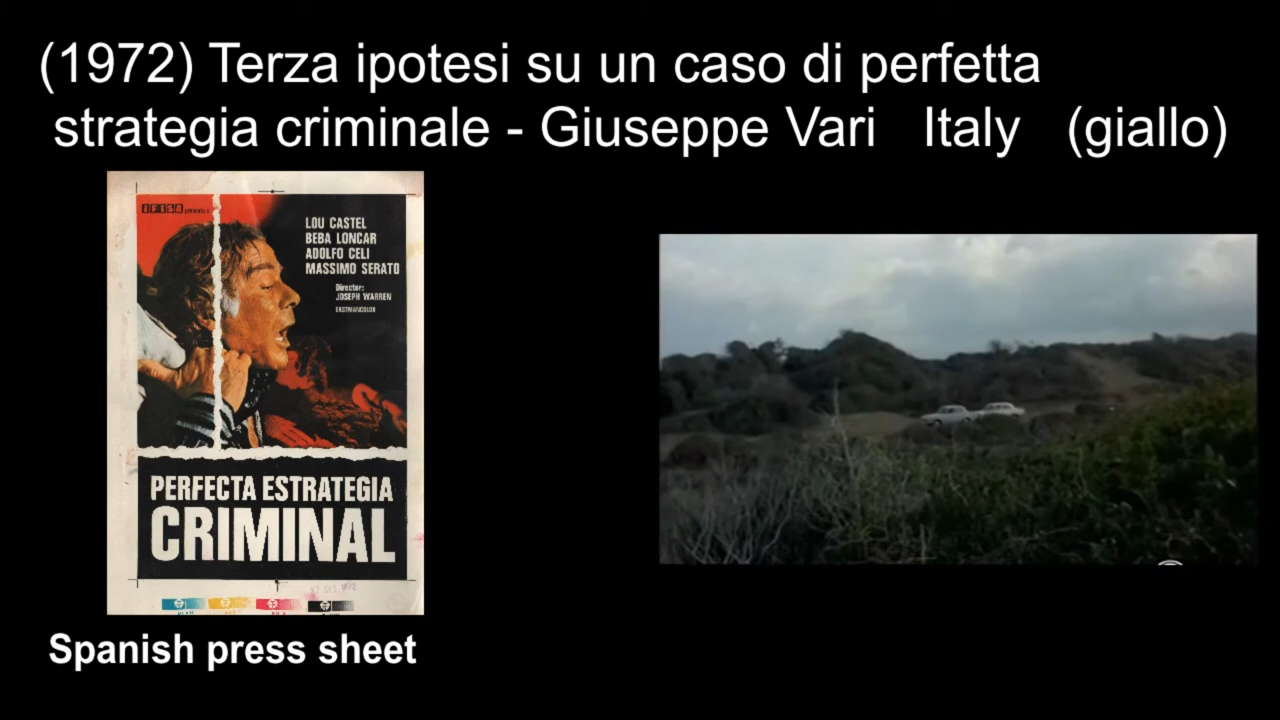 (1972) Terza ipotesi su un caso di perfetta
strategia criminale - Giuseppe Vari Italy (giallo)
LOU CASTEL
BEBA LONCAR
ADOLFO CELI
MASSIMO SERATO
Director:
JOSEPH WARREN
EASTMANCOLOR
PERFECTA ESTRATEGIA
CRIMINAL
Spanish press sheet